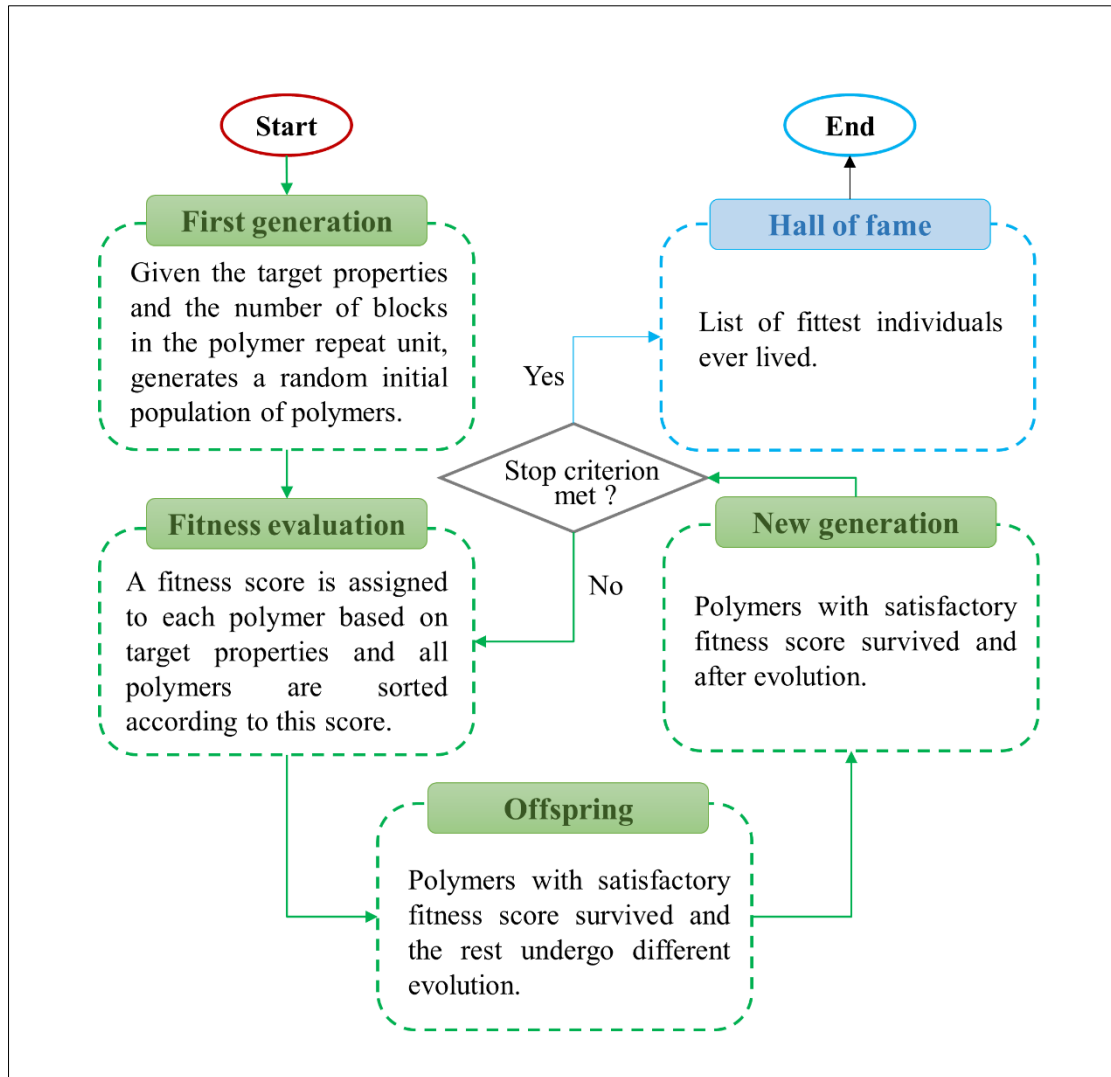 Start
First generation
Given the target properties
and the number of blocks
in the polymer repeat unit,
generates a random initial
population of polymers.
Fitness evaluation
A fitness score is assigned
to each polymer based on
target properties and all
polymers are sorted
according to this score.
Offspring
Polymers with satisfactory
fitness score survived and
the rest undergo different
evolution.
New generation
Polymers with satisfactory
fitness score survived and
after evolution.
Stop criterion
met ?
No
Yes
Hall of fame
List of fittest individuals
ever lived.
End